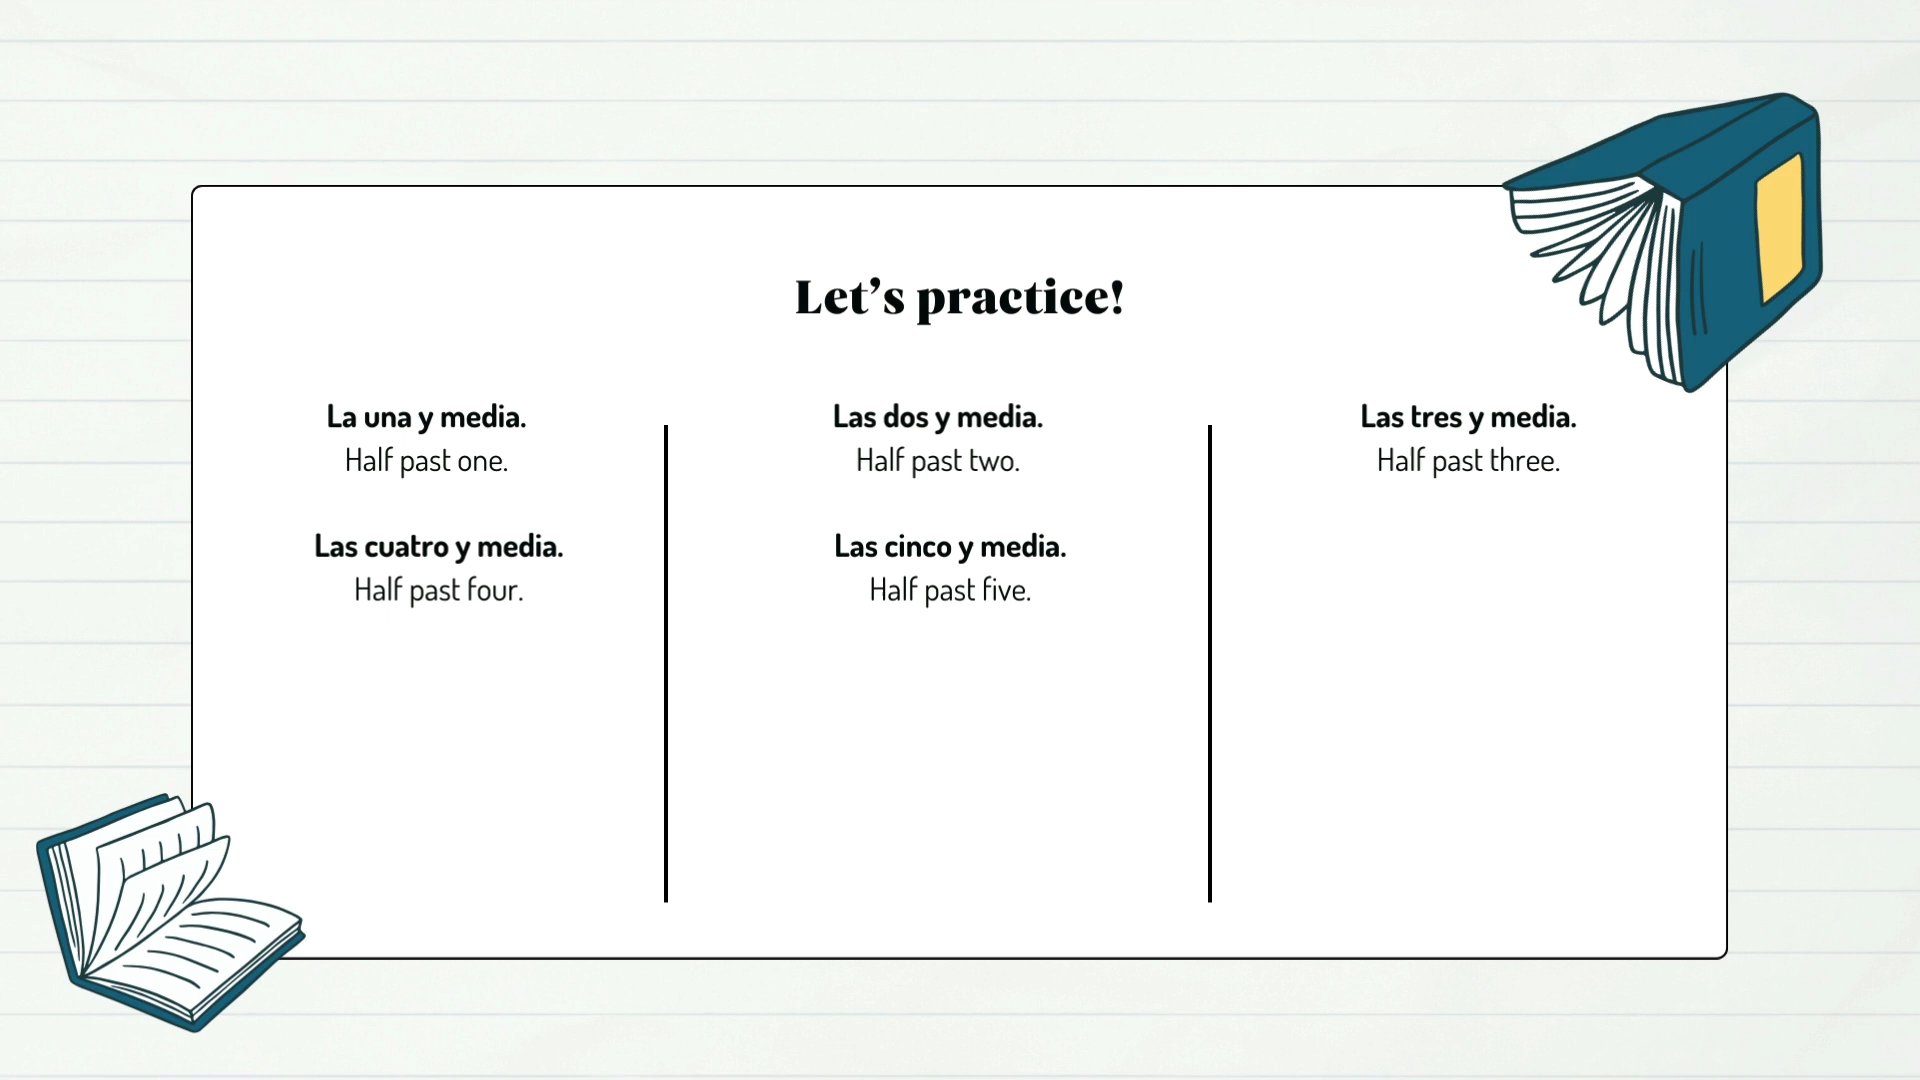 Let’s practice!
La una y media.
Half past one.
Las dos y media.
Half past two.
Las tres y media.
Half past three.
Las cuatro y media.
Half past four.
Las cinco y media.
Half past five.